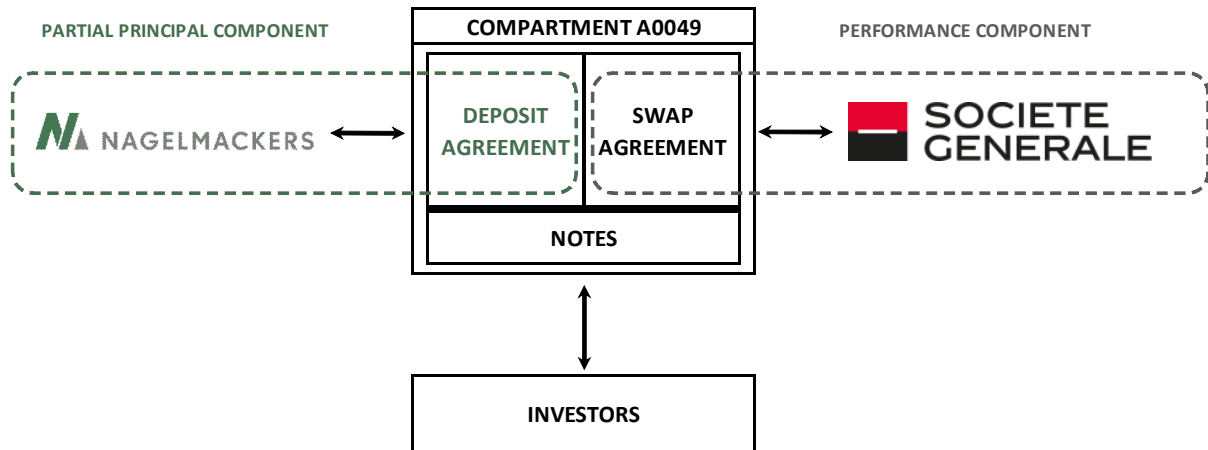 PARTIAL PRINCIPAL COMPONENT
COMPARTMENT A0049
PERFORMANCE COMPONENT
NAGELMACKERS
DEPOSIT
AGREEMENT
SWAP
AGREEMENT
SOCIETE
GENERALE
NOTES
INVESTORS